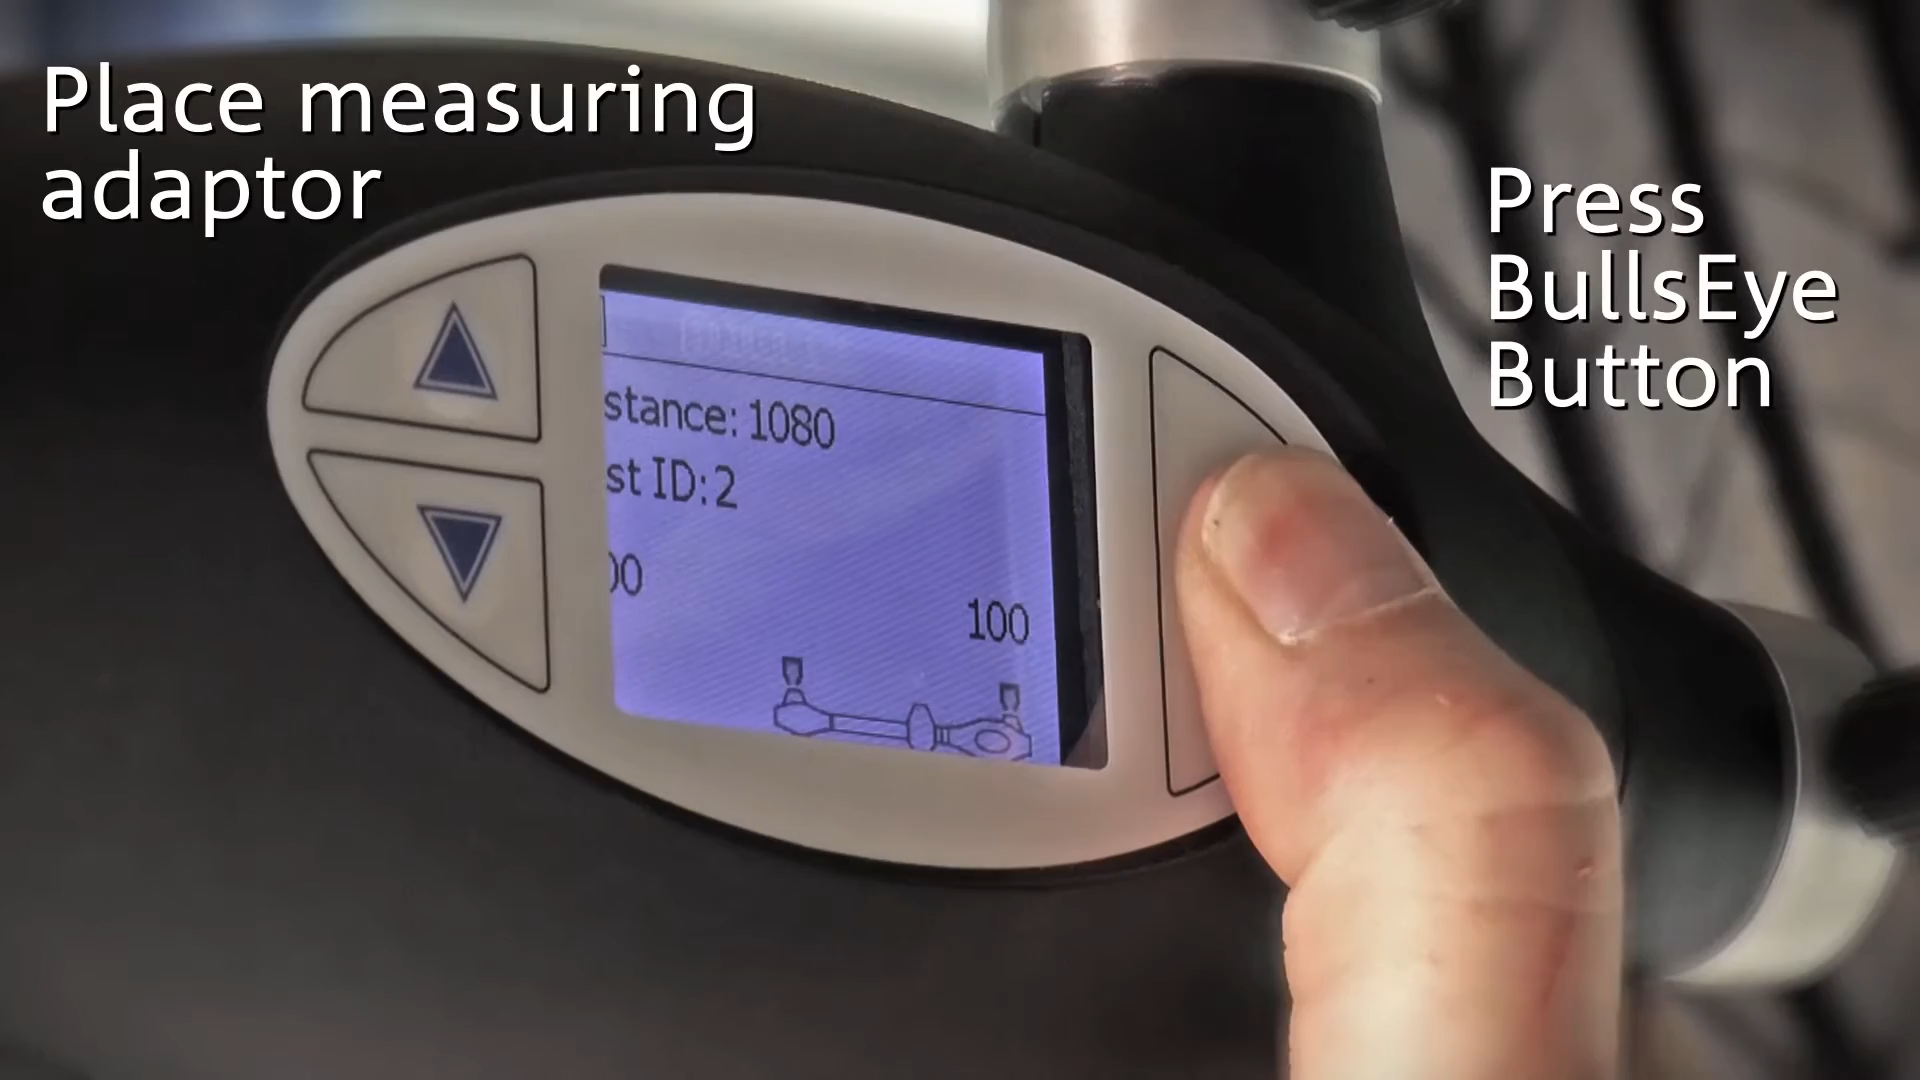 Place measuring
adaptor
Press
BullsEye
Button
stance: 1080
st ID:2
00
100